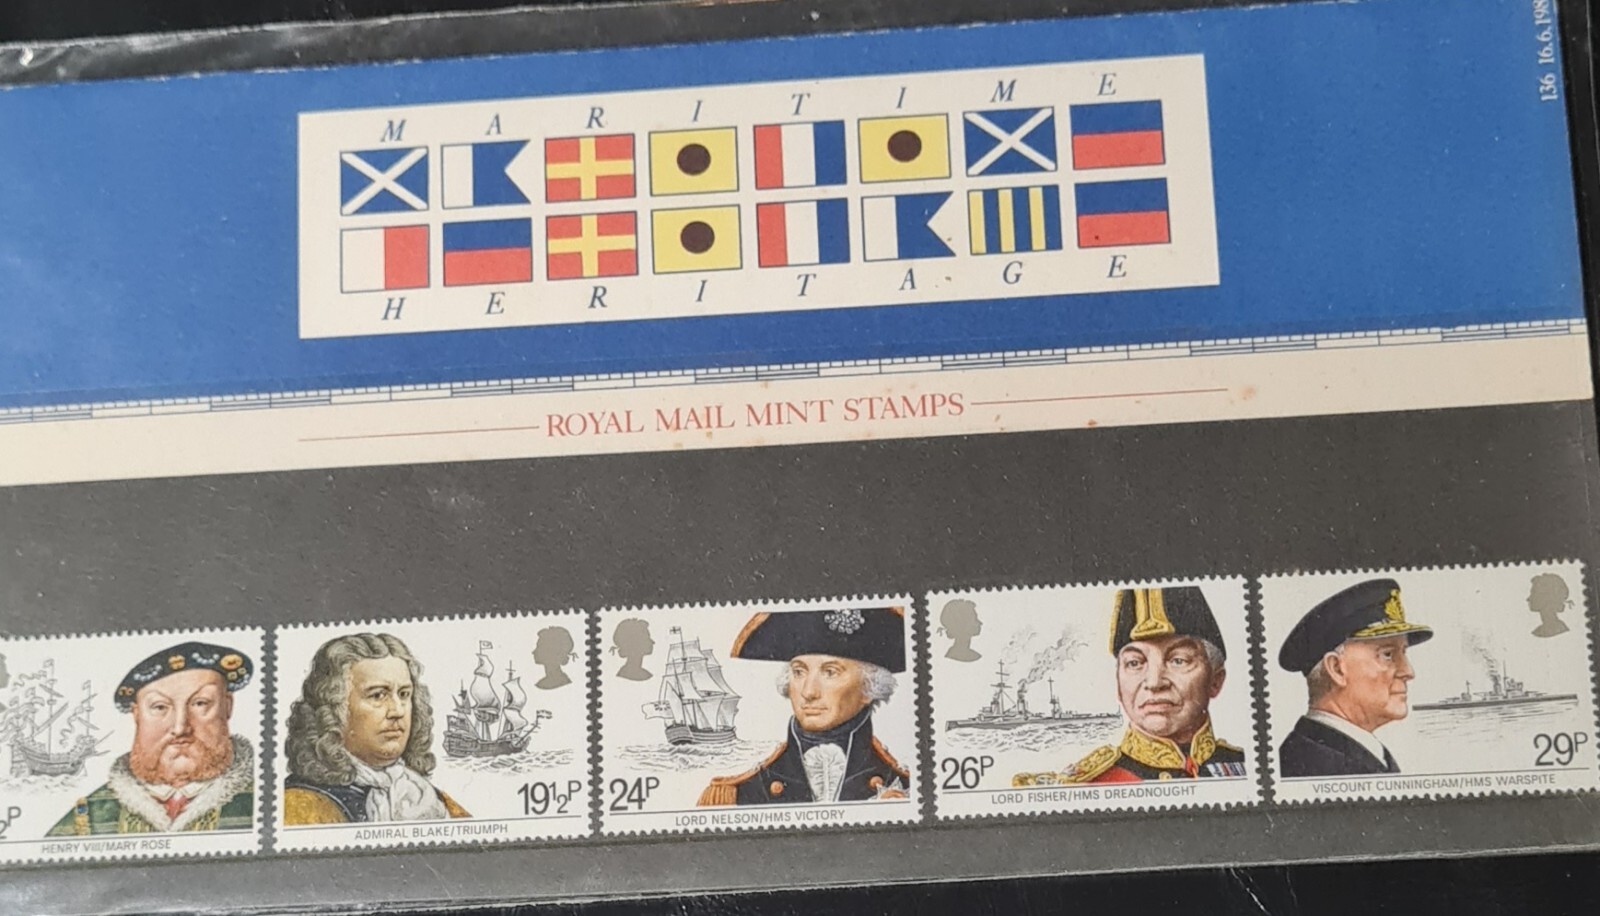 136 16.6.198
M A R I T I M E
H E R I T A G E
ROYAL MAIL MINT STAMPS
HENRY VIII/MARY ROSE
19½P
ADMIRAL BLAKE/TRIUMPH
24P
LORD NELSON/HMS VICTORY
26P
LORD FISHER/HMS DREADNOUGHT
29P
VISCOUNT CUNNINGHAM/HMS WARSPITE